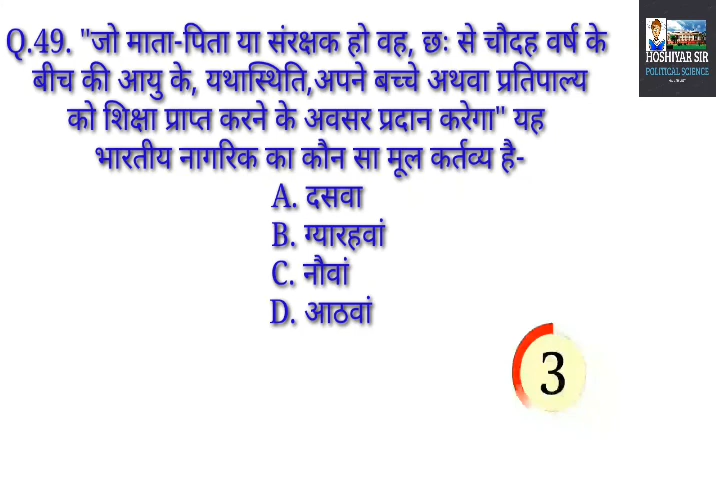 Q.49. "जो माता-पिता या संरक्षक हो वह, छः से चौदह वर्ष के
बीच की आयु के, यथास्थिति,अपने बच्चे अथवा प्रतिपाल्य
को शिक्षा प्राप्त करने के अवसर प्रदान करेगा" यह
भारतीय नागरिक का कौन सा मूल कर्तव्य है-
A. दसवा
B. ग्यारहवां
C. नौवां
D. आठवां
3
HOSHIYAR SIR
POLITICAL SCIENCE